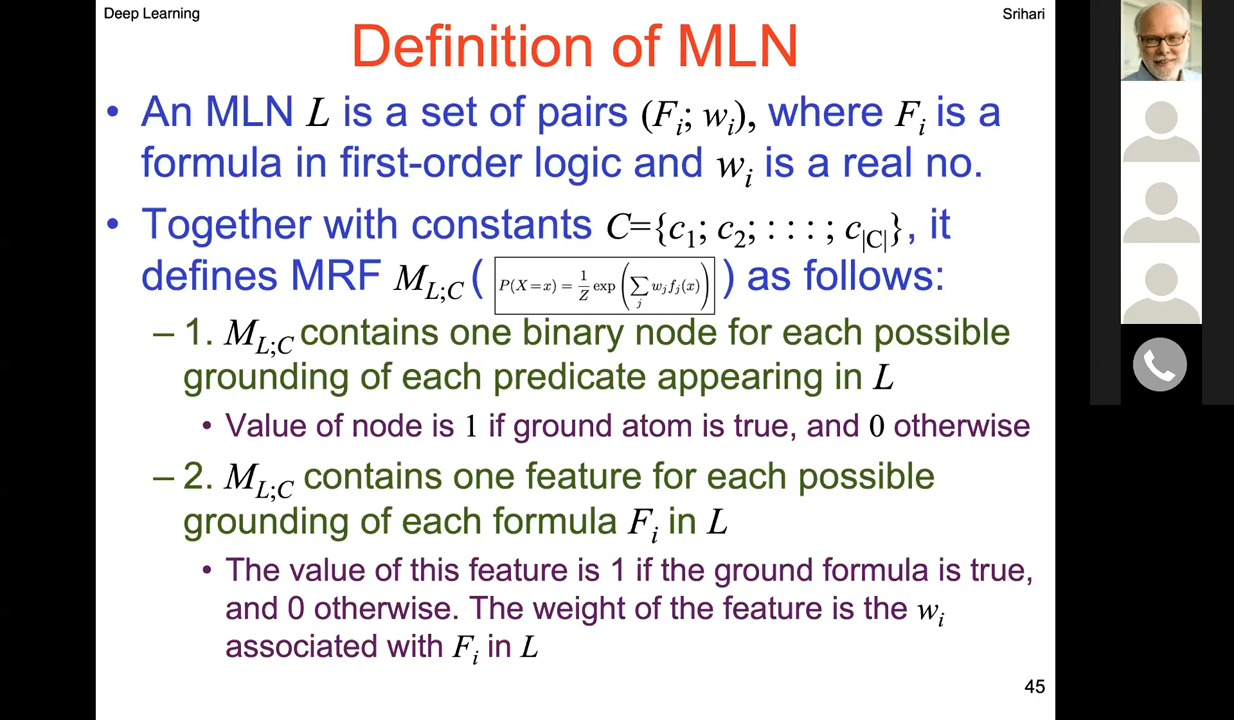 Deep Learning
Srihari
Definition of MLN
• An MLN L is a set of pairs (Fi; wi), where Fi is a
formula in first-order logic and wi is a real no.
• Together with constants C={c1; c2; : : : ; c|C|}, it
defines MRF ML;C ( P(X=x) = 1/Z exp (∑j wjfj(x)) ) as follows:
– 1. ML;C contains one binary node for each possible
grounding of each predicate appearing in L
• Value of node is 1 if ground atom is true, and 0 otherwise
– 2. ML;C contains one feature for each possible
grounding of each formula Fi in L
• The value of this feature is 1 if the ground formula is true,
and 0 otherwise. The weight of the feature is the wi
associated with Fi in L
45